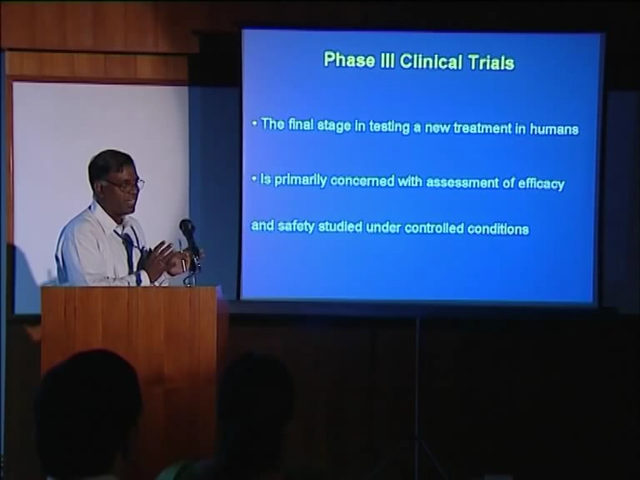 Phase III Clinical Trials
• The final stage in testing a new treatment in humans
• Is primarily concerned with assessment of efficacy
and safety studied under controlled conditions